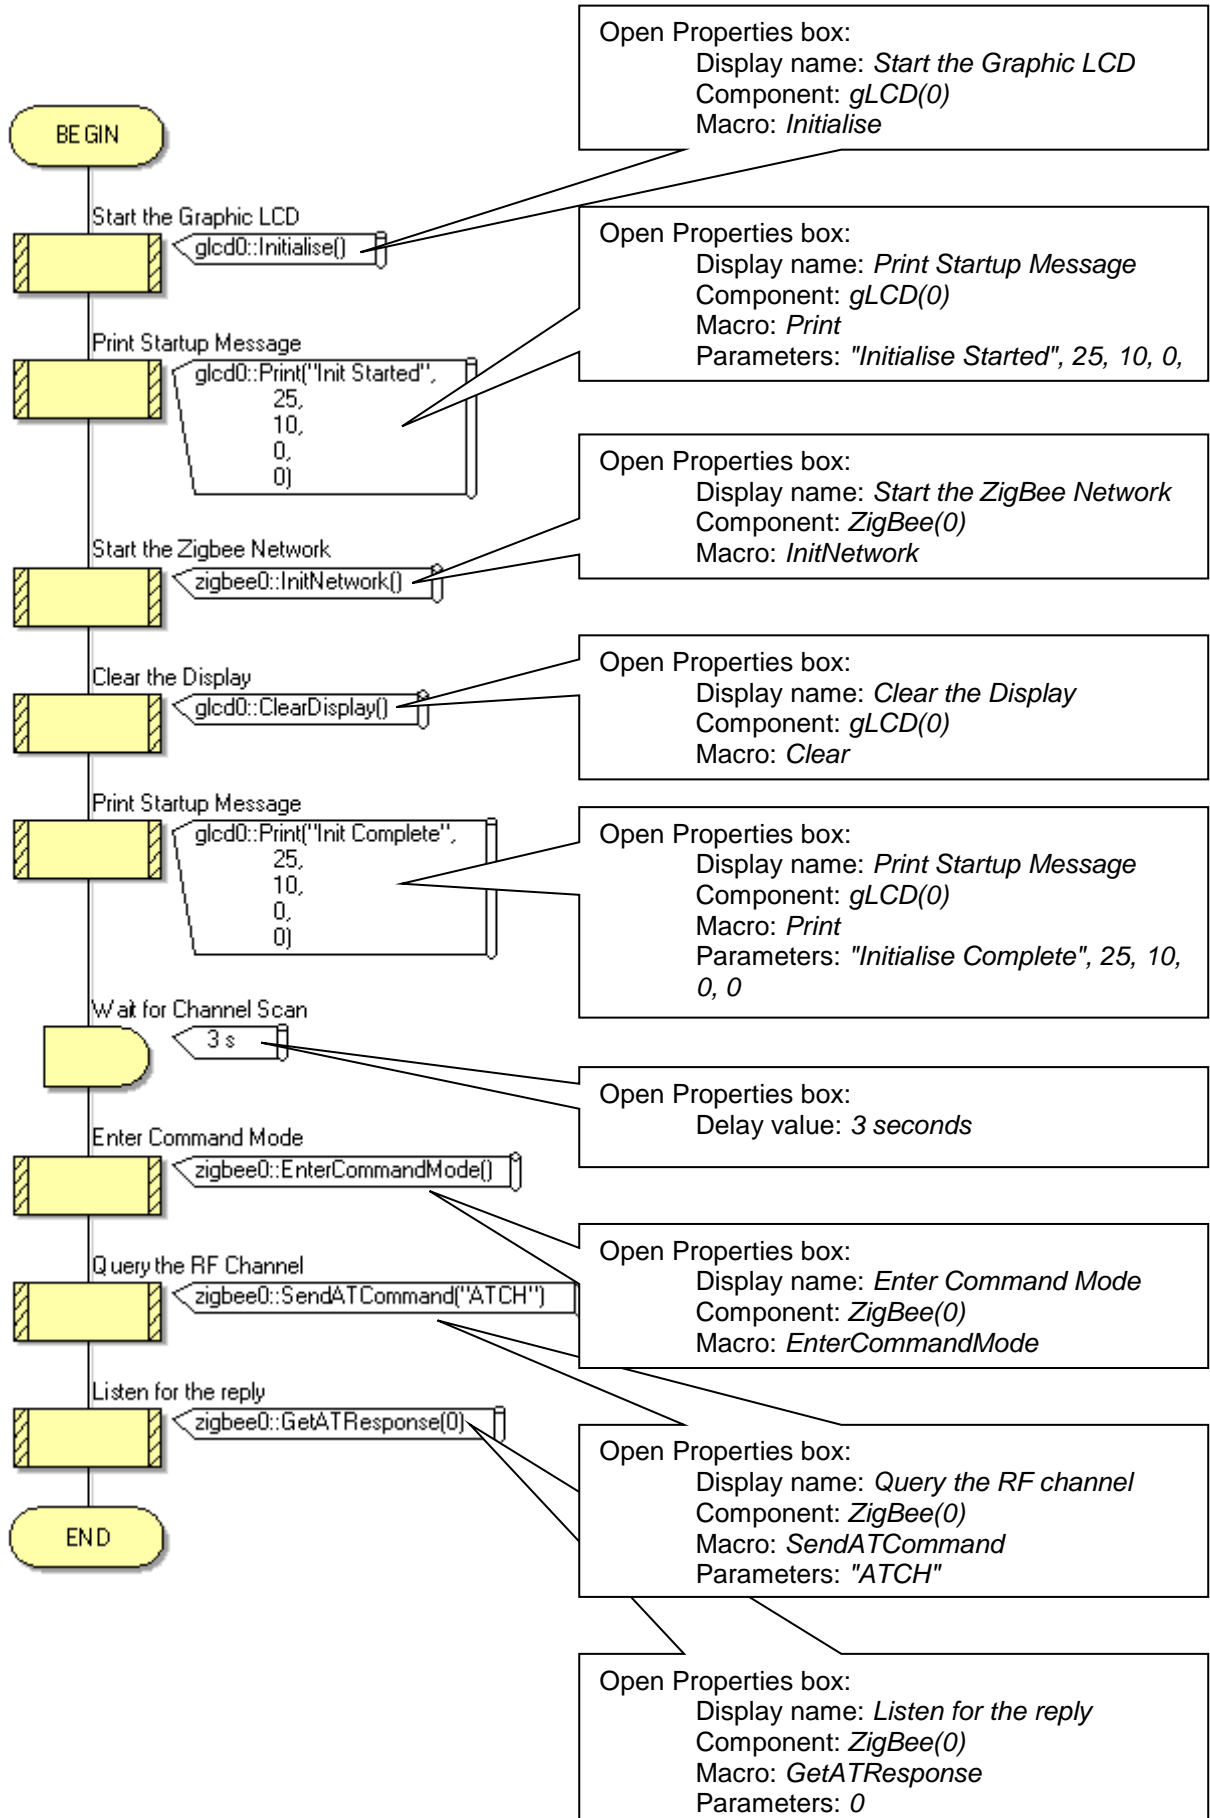 Open Properties box:
Display name: Start the Graphic LCD
Component: gLCD(0)
Macro: Initialise
BEGIN
Start the Graphic LCD
glcd0::Initialise()
Open Properties box:
Display name: Print Startup Message
Component: gLCD(0)
Macro: Print
Parameters: "Initialise Started", 25, 10, 0,
Print Startup Message
glcd0::Print("Init Started",
25,
10,
0,
0)
Open Properties box:
Display name: Start the ZigBee Network
Component: ZigBee(0)
Macro: InitNetwork
Start the Zigbee Network
zigbee0::InitNetwork()
Open Properties box:
Display name: Clear the Display
Component: gLCD(0)
Macro: Clear
Clear the Display
glcd0::ClearDisplay()
Print Startup Message
glcd0::Print("Init Complete",
25,
10,
0,
0)
Open Properties box:
Display name: Print Startup Message
Component: gLCD(0)
Macro: Print
Parameters: "Initialise Complete", 25, 10,
0, 0
Wait for Channel Scan
3 s
Open Properties box:
Delay value: 3 seconds
Enter Command Mode
zigbee0::EnterCommandMode()
Open Properties box:
Display name: Enter Command Mode
Component: ZigBee(0)
Macro: EnterCommandMode
Query the RF Channel
zigbee0::SendATCommand("ATCH")
Listen for the reply
zigbee0::GetATResponse(0)
Open Properties box:
Display name: Query the RF channel
Component: ZigBee(0)
Macro: SendATCommand
Parameters: "ATCH"
END
Open Properties box:
Display name: Listen for the reply
Component: ZigBee(0)
Macro: GetATResponse
Parameters: 0